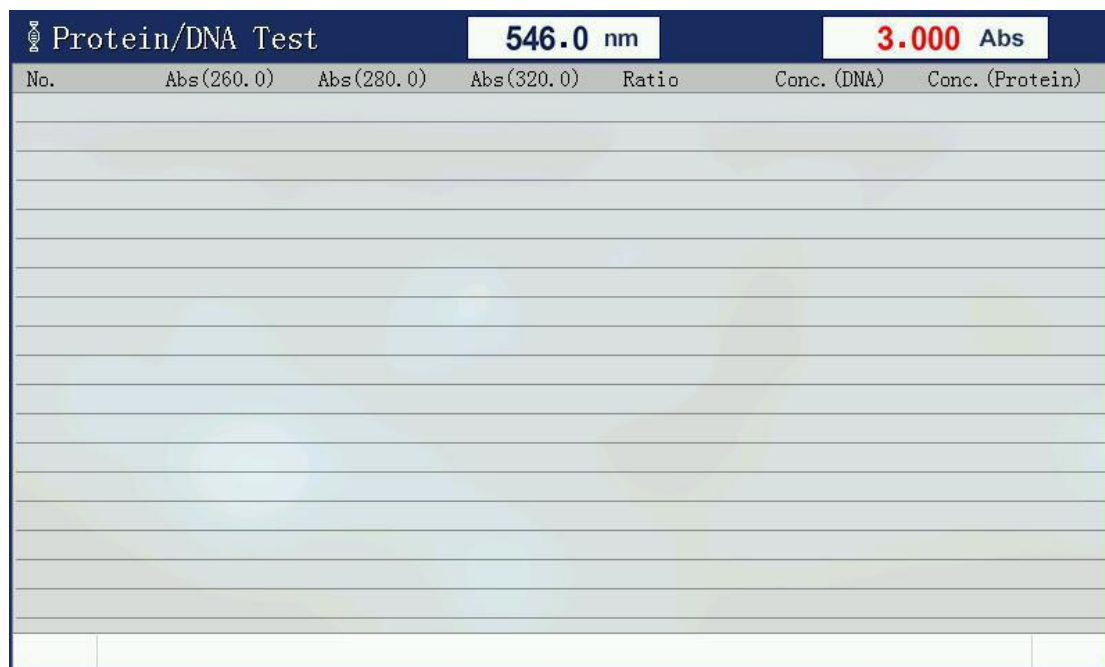 Protein/DNA Test 546.0 nm 3.000 Abs
No. Abs(260.0) Abs(280.0) Abs(320.0) Ratio Conc.(DNA) Conc.(Protein)